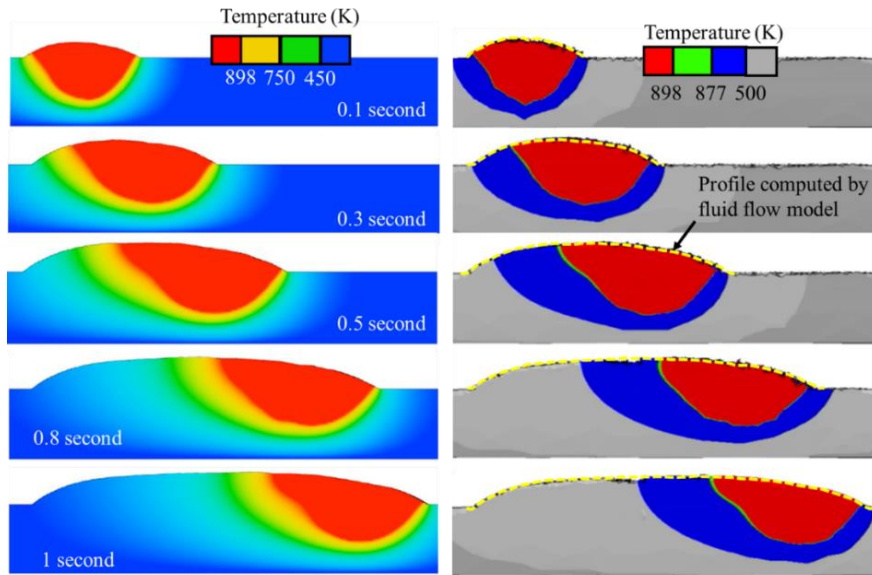 Temperature (K)
898 750 450
0.1 second
0.3 second
0.5 second
0.8 second
1 second
Temperature (K)
898 877 500
Profile computed by
fluid flow model